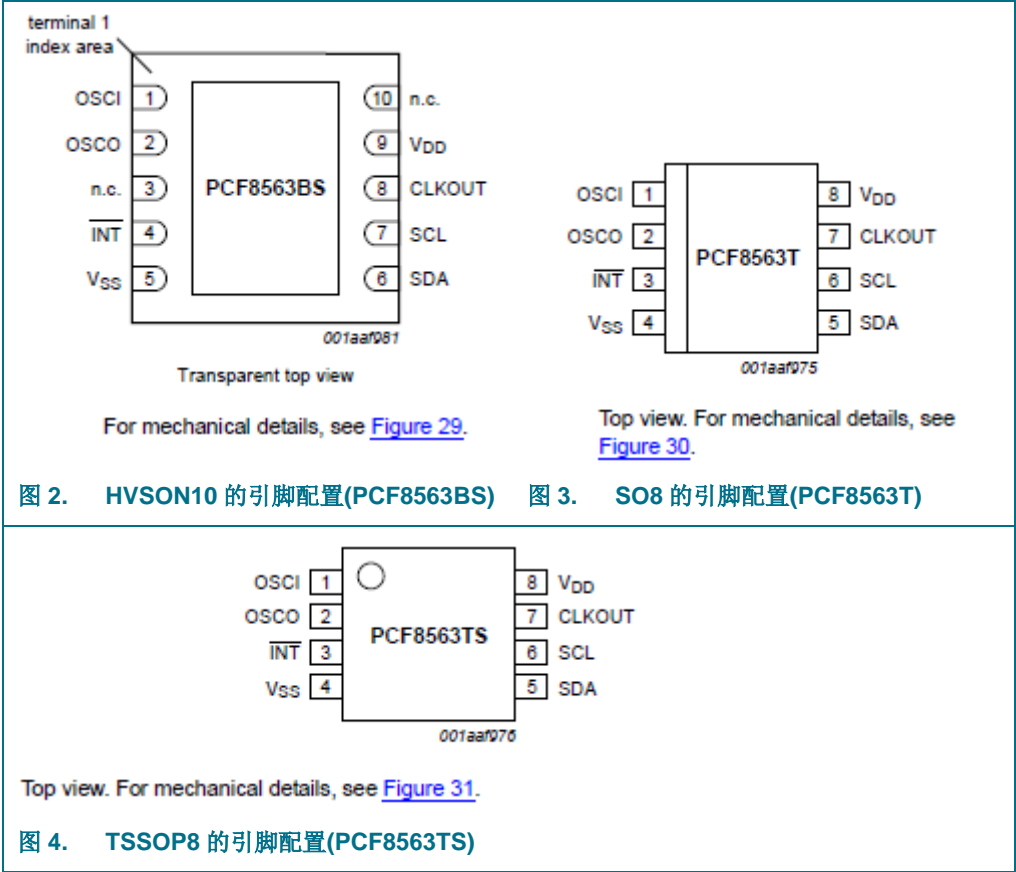 terminal 1
index area
OSCI 1
10 n.c.
OSCO 2
9 VDD
n.c. 3
8 CLKOUT
INT 4
7 SCL
VSS 5
6 SDA
PCF8563BS
001aaf981
Transparent top view
For mechanical details, see Figure 29.
OSCI 1
8 VDD
OSCO 2
7 CLKOUT
INT 3
6 SCL
VSS 4
5 SDA
PCF8563T
001aaf975
Top view. For mechanical details, see
Figure 30.
图 2. HVSON10 的引脚配置(PCF8563BS)
图 3. SO8 的引脚配置(PCF8563T)
OSCI 1
8 VDD
OSCO 2
7 CLKOUT
INT 3
6 SCL
VSS 4
5 SDA
PCF8563TS
001aaf976
Top view. For mechanical details, see Figure 31.
图 4. TSSOP8 的引脚配置(PCF8563TS)